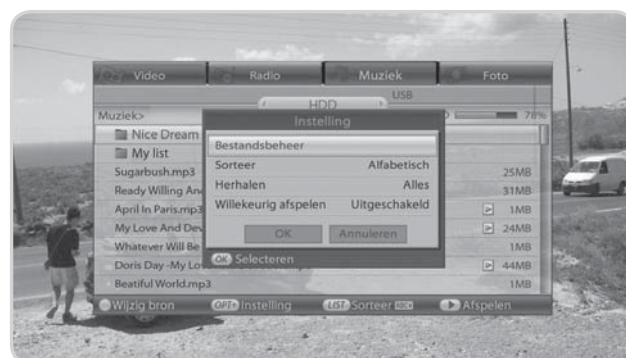 Video Radio Muziek Foto
HDD USB
Muziek> 78%
Instelling
Nice Dream
My list
Bestandsbeheer
Sorteer Alfabetisch
Herhalen Alles
Willekeurig afspelen Uitgeschakeld
OK Annuleren
OK Selecteren
Sugarbush.mp3 25MB
Ready Willing An 31MB
April In Paris.mp3 1MB
My Love And Dev 24MB
Whatever Will Be 1MB
Doris Day -My Lo 44MB
Beatiful World.mp3 1MB
Wijzig bron OPT+ Instelling LIST Sorteer Afspelen